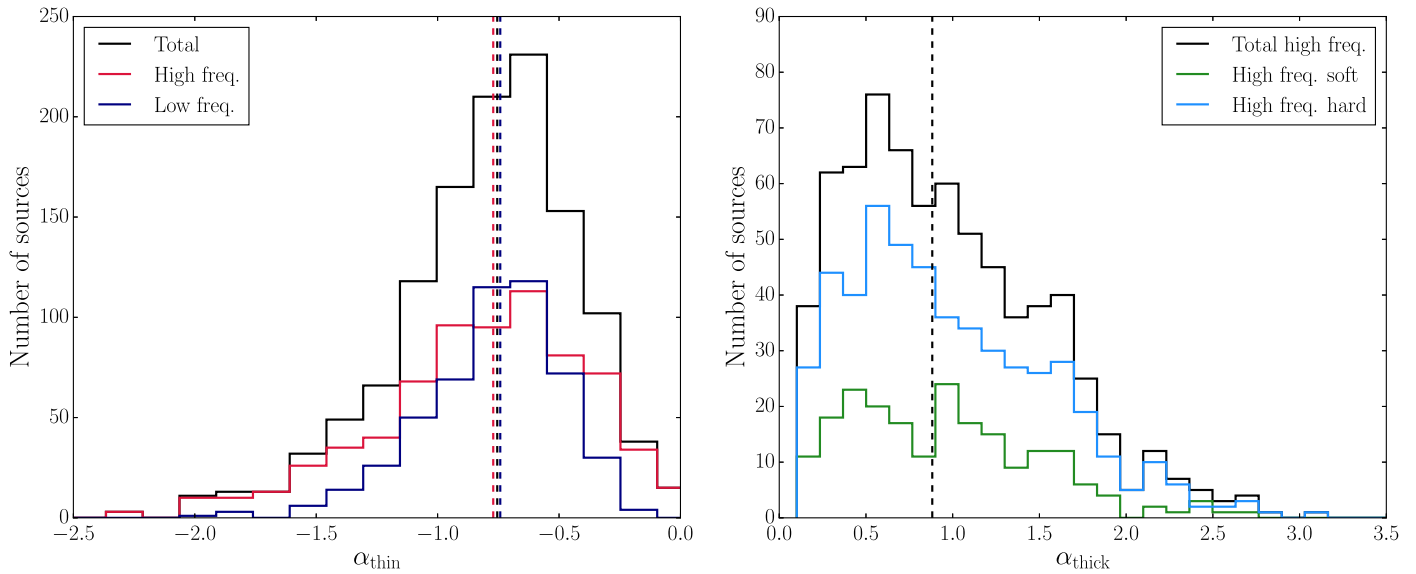 250
200
150
100
50
0
Number of sources
Total
High freq.
Low freq.
−2.5 −2.0 −1.5 −1.0 −0.5 0.0
α_thin
90
80
70
60
50
40
30
20
10
0
Number of sources
Total high freq.
High freq. soft
High freq. hard
0.0 0.5 1.0 1.5 2.0 2.5 3.0 3.5
α_thick